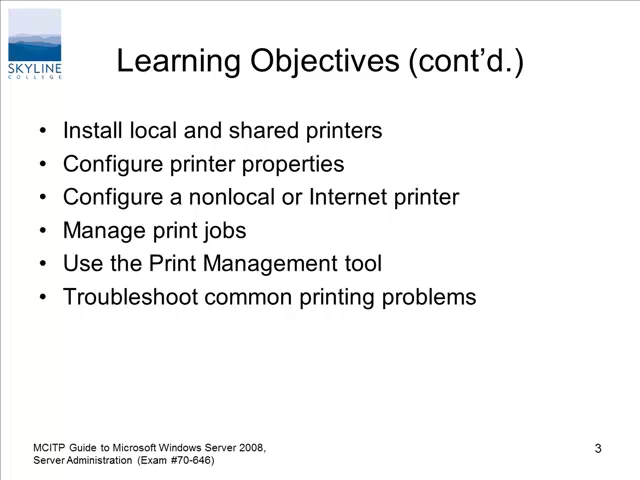 SKYLINE
COLLEGE
Learning Objectives (cont’d.)
• Install local and shared printers
• Configure printer properties
• Configure a nonlocal or Internet printer
• Manage print jobs
• Use the Print Management tool
• Troubleshoot common printing problems
MCITP Guide to Microsoft Windows Server 2008,
Server Administration (Exam #70-646)
3